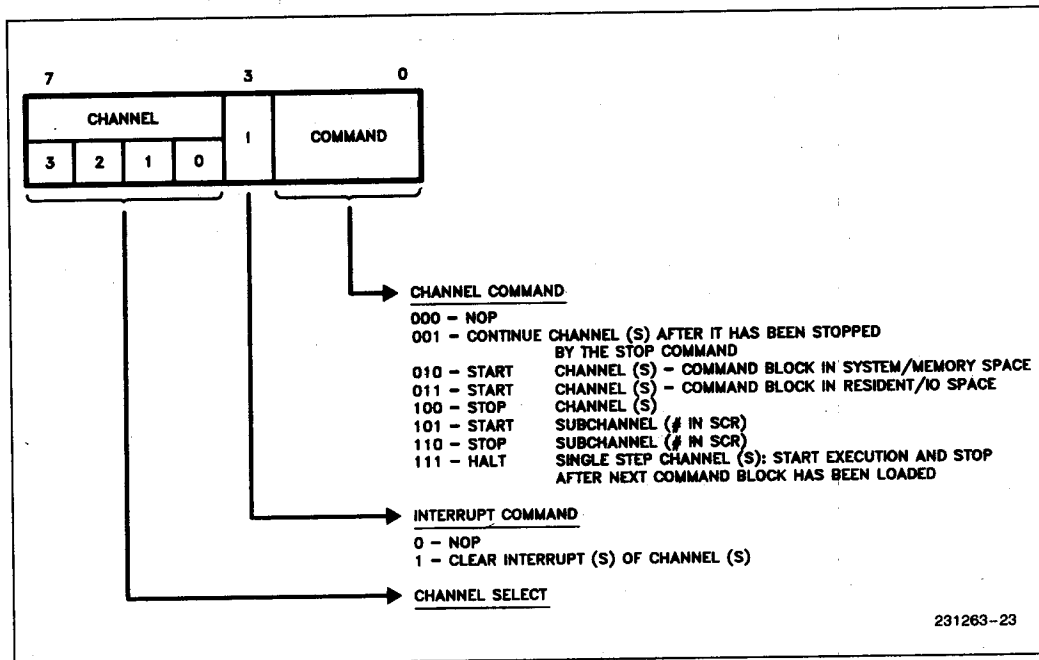 7 3 0
CHANNEL
I
COMMAND
3 2 1 0
CHANNEL COMMAND
000 – NOP
001 – CONTINUE CHANNEL (S) AFTER IT HAS BEEN STOPPED
BY THE STOP COMMAND
010 – START CHANNEL (S) – COMMAND BLOCK IN SYSTEM/MEMORY SPACE
011 – START CHANNEL (S) – COMMAND BLOCK IN RESIDENT/IO SPACE
100 – STOP CHANNEL (S)
101 – START SUBCHANNEL (# IN SCR)
110 – STOP SUBCHANNEL (# IN SCR)
111 – HALT SINGLE STEP CHANNEL (S): START EXECUTION AND STOP
AFTER NEXT COMMAND BLOCK HAS BEEN LOADED
INTERRUPT COMMAND
0 – NOP
1 – CLEAR INTERRUPT (S) OF CHANNEL (S)
CHANNEL SELECT
231263–23